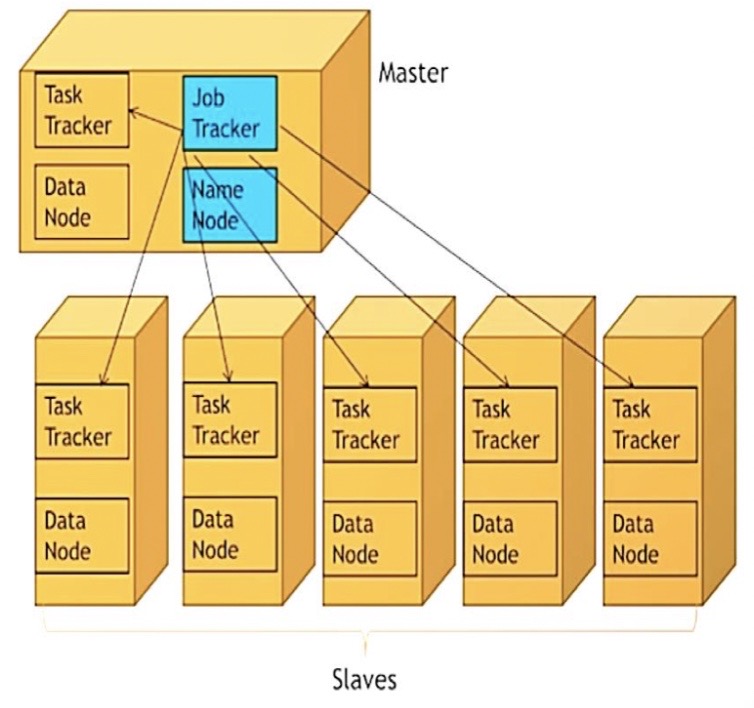 Master
Task
Tracker
Job
Tracker
Data
Node
Name
Node
Task
Tracker
Task
Tracker
Task
Tracker
Task
Tracker
Task
Tracker
Data
Node
Data
Node
Data
Node
Data
Node
Data
Node
Slaves